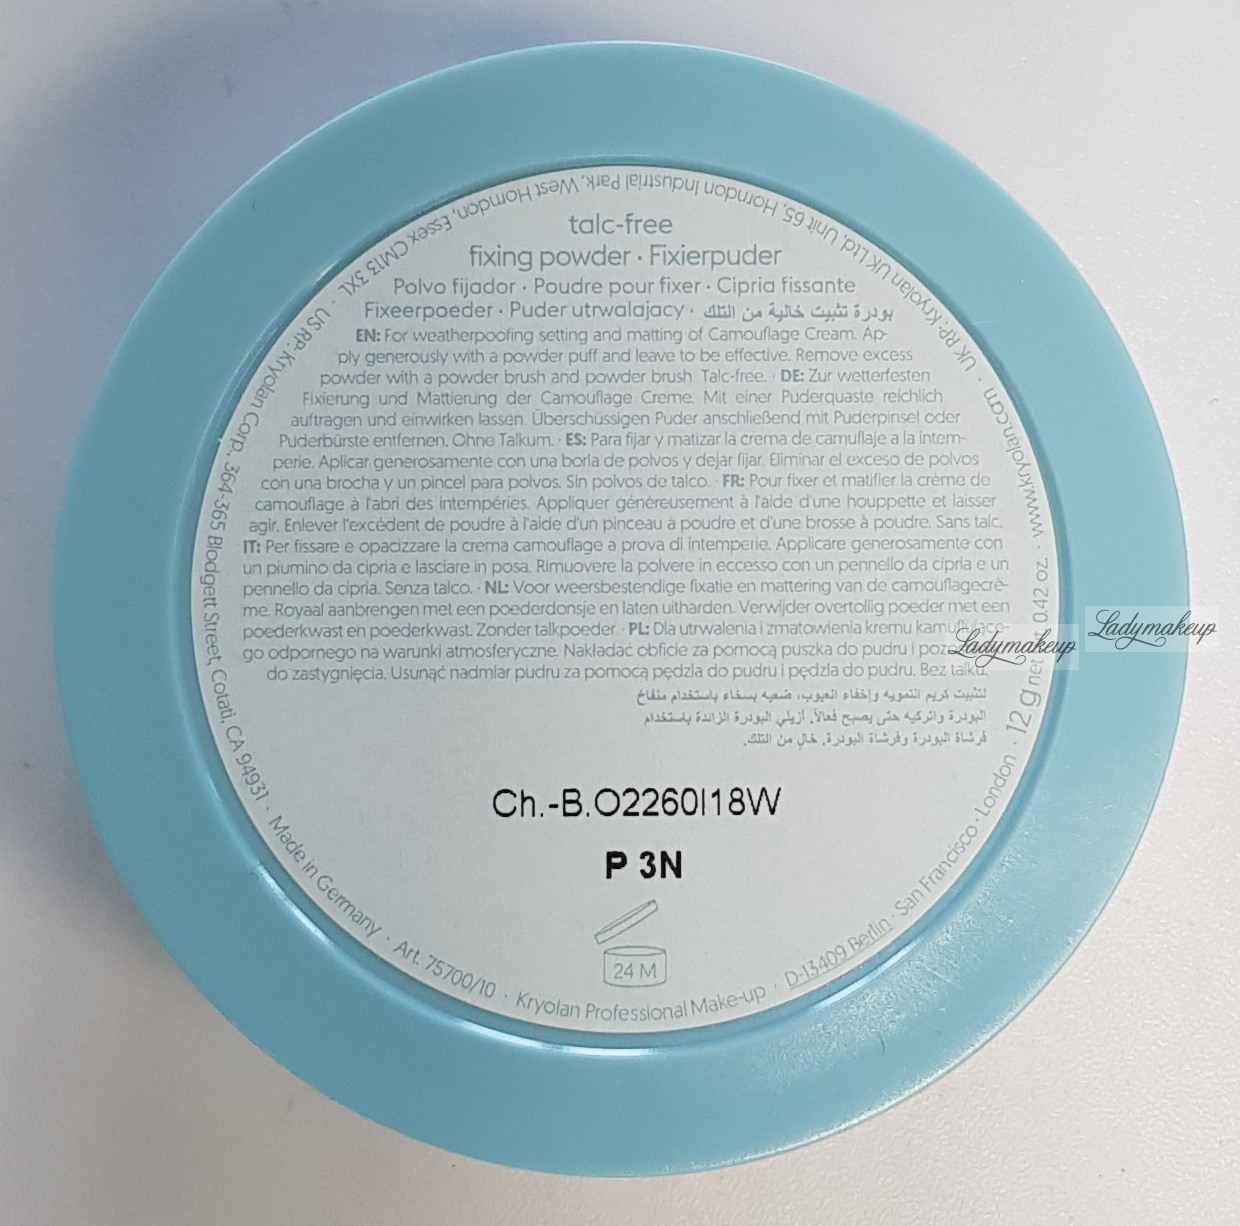 talc-free
fixing powder · Fixierpuder
Polvo fijador · Poudre pour fixer · Cipria fissante
Fixeerpoeder · Puder utrwalajacy · بودرة تثبيت خالية من التلك
EN: For weatherpoofing setting and matting of Camouflage Cream. Ap-
ply generously with a powder puff and leave to be effective. Remove excess
powder with a powder brush and powder brush. Talc-free. · DE: Zur wetterfesten
Fixierung und Mattierung der Camouflage Creme. Mit einer Puderquaste reichlich
auftragen und einwirken lassen. Überschüssigen Puder anschließend mit Puderpinsel oder
Puderbürste entfernen. Ohne Talkum. · ES: Para fijar y matizar la crema de camuflaje a la intem-
perie. Aplicar generosamente con una borla de polvos y dejar fijar. Eliminar el exceso de polvos
con una brocha y un pincel para polvos. Sin polvos de talco. · FR: Pour fixer et matifier la crème de
camouflage à l'abri des intempéries. Appliquer généreusement à l'aide d'une houppette et laisser
agir. Enlever l'excédent de poudre à l'aide d'un pinceau à poudre et d'une brosse à poudre. Sans talc.
IT: Per fissare e opacizzare la crema camouflage a prova di intemperie. Applicare generosamente con
un piumino da cipria e lasciare in posa. Rimuovere la polvere in eccesso con un pennello da cipria e un
pennello da cipria. Senza talco. · NL: Voor weersbestendige fixatie en mattering van de camouflagecrè-
me. Royaal aanbrengen met een poederdonsje en laten uitharden. Verwijder overtollig poeder met een
poederkwast en poederkwast. Zonder talkpoeder. · PL: Dla utrwalenia i zmatowienia kremu kamuflujące-
go odpornego na warunki atmosferyczne. Nakładać obficie za pomocą puszka do pudru i
do zastygnięcia. Usunąć nadmiar pudru za pomocą pędzla do pudru i pędzla do pudru. Bez talku.
لتثبيت كريم التمويه وإخفاء العيوب، ضعيه بسخاء باستخدام منفاخ
البودرة واتركيه حتى يصبح فعالاً. أزيلي البودرة الزائدة باستخدام
فرشاة البودرة وفرشاة البودرة. خالٍ من التلك.
Ch.-B.O2260I18W
P 3N
24 M
Kryolan Professional Make-up · D-13409 Berlin · San Francisco · London · 12 g net 0.42 oz · www.kryolan.com · UK RP: Kryolan UK Ltd, Unit 65, Horndon Industrial Park, West Horndon, Essex CM13 3XL · US RP: Kryolan Corp. 364-365 Blodgett Street, Cotati, CA 94931 · Made in Germany · Art. 75700/10 ·
Ladymakeup
Ladymakeup